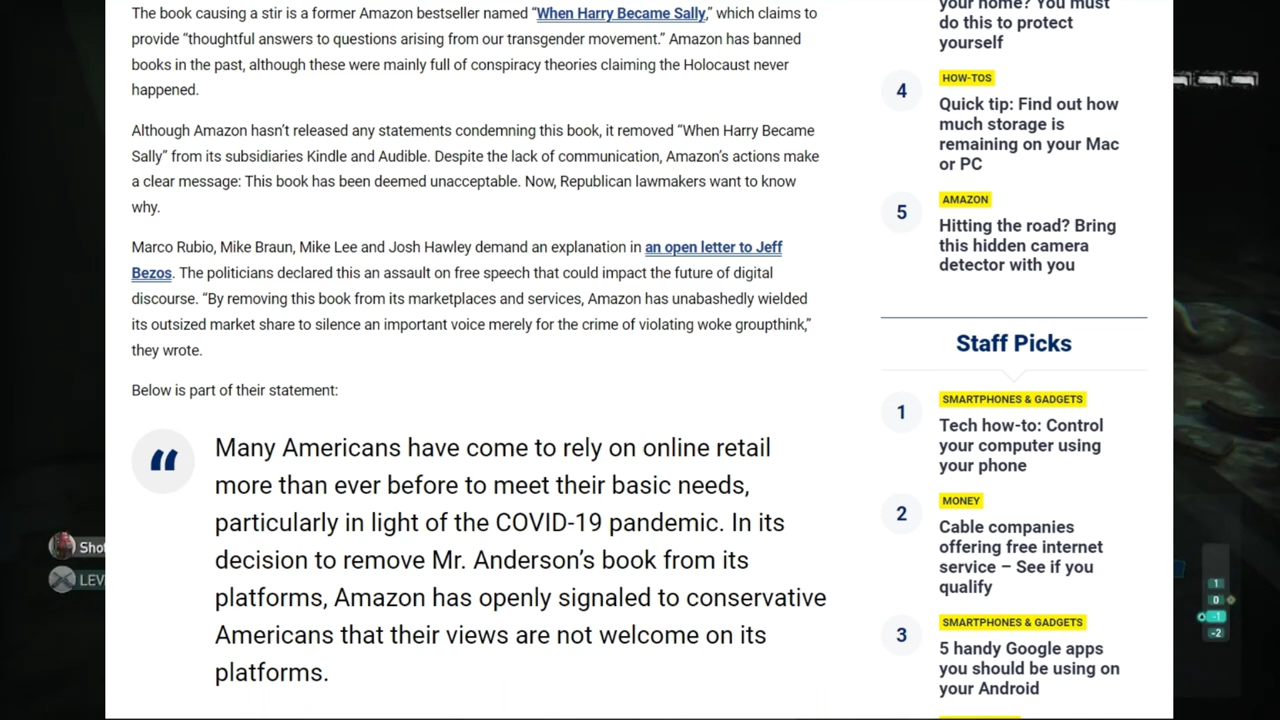 The book causing a stir is a former Amazon bestseller named “When Harry Became Sally,” which claims to
provide “thoughtful answers to questions arising from our transgender movement.” Amazon has banned
books in the past, although these were mainly full of conspiracy theories claiming the Holocaust never
happened.
Although Amazon hasn’t released any statements condemning this book, it removed “When Harry Became
Sally” from its subsidiaries Kindle and Audible. Despite the lack of communication, Amazon’s actions make
a clear message: This book has been deemed unacceptable. Now, Republican lawmakers want to know
why.
Marco Rubio, Mike Braun, Mike Lee and Josh Hawley demand an explanation in an open letter to Jeff
Bezos. The politicians declared this an assault on free speech that could impact the future of digital
discourse. “By removing this book from its marketplaces and services, Amazon has unabashedly wielded
its outsized market share to silence an important voice merely for the crime of violating woke groupthink,”
they wrote.
Below is part of their statement:
“
Many Americans have come to rely on online retail
more than ever before to meet their basic needs,
particularly in light of the COVID-19 pandemic. In its
decision to remove Mr. Anderson’s book from its
platforms, Amazon has openly signaled to conservative
Americans that their views are not welcome on its
platforms.
your home? You must
do this to protect
yourself
4
HOW-TOS
Quick tip: Find out how
much storage is
remaining on your Mac
or PC
5
AMAZON
Hitting the road? Bring
this hidden camera
detector with you
Staff Picks
1
SMARTPHONES & GADGETS
Tech how-to: Control
your computer using
your phone
2
MONEY
Cable companies
offering free internet
service – See if you
qualify
3
SMARTPHONES & GADGETS
5 handy Google apps
you should be using on
your Android
Sho
LEV
1
0
-1
-2